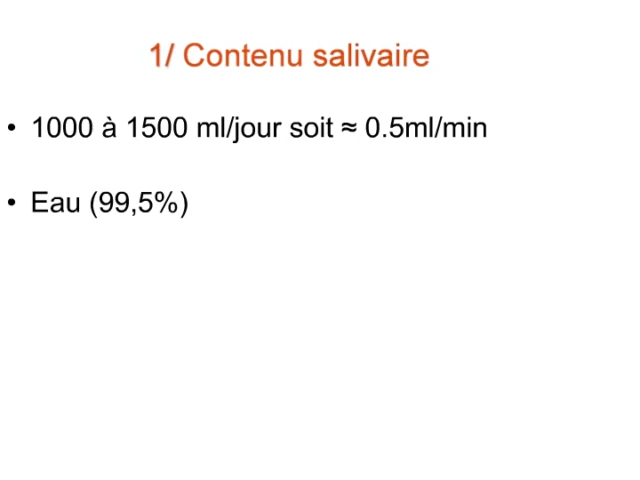 1/ Contenu salivaire
• 1000 à 1500 ml/jour soit ≈ 0.5ml/min
• Eau (99,5%)